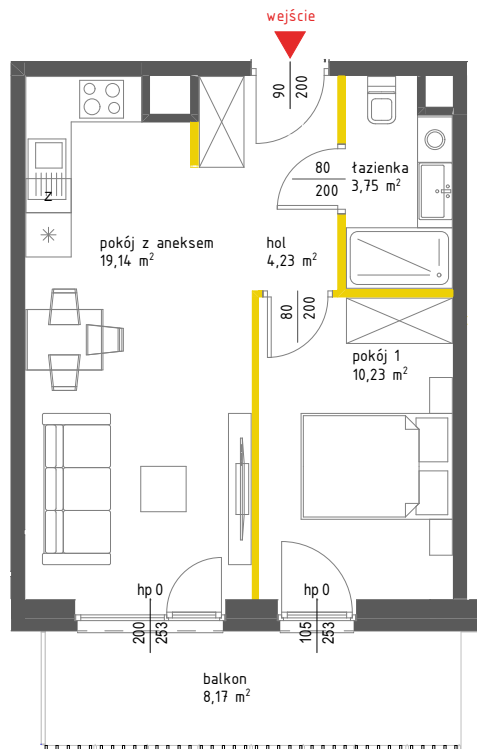 wejście
90
200
łazienka
3,75 m²
80
200
Z
pokój z aneksem
19,14 m²
hol
4,23 m²
80
200
pokój 1
10,23 m²
hp 0
hp 0
200
253
105
253
balkon
8,17 m²